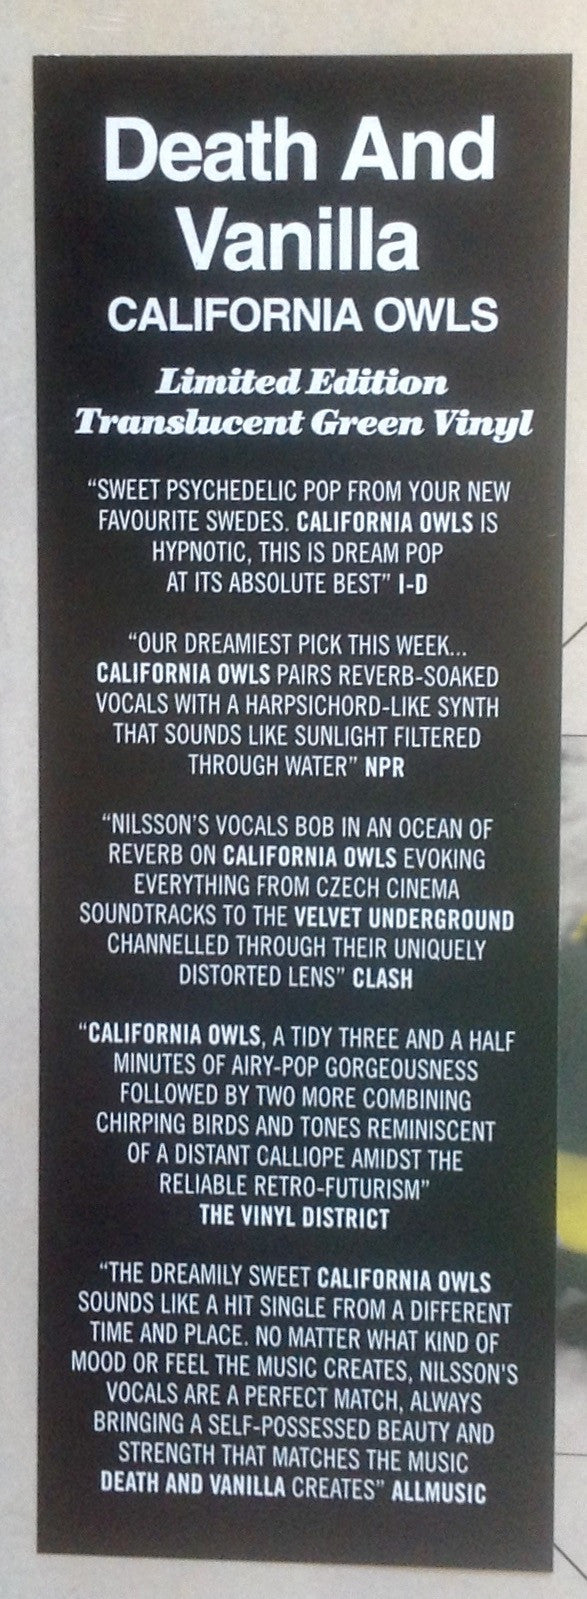 Death And
Vanilla
CALIFORNIA OWLS
Limited Edition
Translucent Green Vinyl
“SWEET PSYCHEDELIC POP FROM YOUR NEW
FAVOURITE SWEDES. CALIFORNIA OWLS IS
HYPNOTIC, THIS IS DREAM POP
AT ITS ABSOLUTE BEST” I-D
“OUR DREAMIEST PICK THIS WEEK...
CALIFORNIA OWLS PAIRS REVERB-SOAKED
VOCALS WITH A HARPSICHORD-LIKE SYNTH
THAT SOUNDS LIKE SUNLIGHT FILTERED
THROUGH WATER” NPR
“NILSSON'S VOCALS BOB IN AN OCEAN OF
REVERB ON CALIFORNIA OWLS EVOKING
EVERYTHING FROM CZECH CINEMA
SOUNDTRACKS TO THE VELVET UNDERGROUND
CHANNELLED THROUGH THEIR UNIQUELY
DISTORTED LENS” CLASH
“CALIFORNIA OWLS, A TIDY THREE AND A HALF
MINUTES OF AIRY-POP GORGEOUSNESS
FOLLOWED BY TWO MORE COMBINING
CHIRPING BIRDS AND TONES REMINISCENT
OF A DISTANT CALLIOPE AMIDST THE
RELIABLE RETRO-FUTURISM”
THE VINYL DISTRICT
“THE DREAMILY SWEET CALIFORNIA OWLS
SOUNDS LIKE A HIT SINGLE FROM A DIFFERENT
TIME AND PLACE. NO MATTER WHAT KIND OF
MOOD OR FEEL THE MUSIC CREATES, NILSSON'S
VOCALS ARE A PERFECT MATCH, ALWAYS
BRINGING A SELF-POSSESSED BEAUTY AND
STRENGTH THAT MATCHES THE MUSIC
DEATH AND VANILLA CREATES” ALLMUSIC